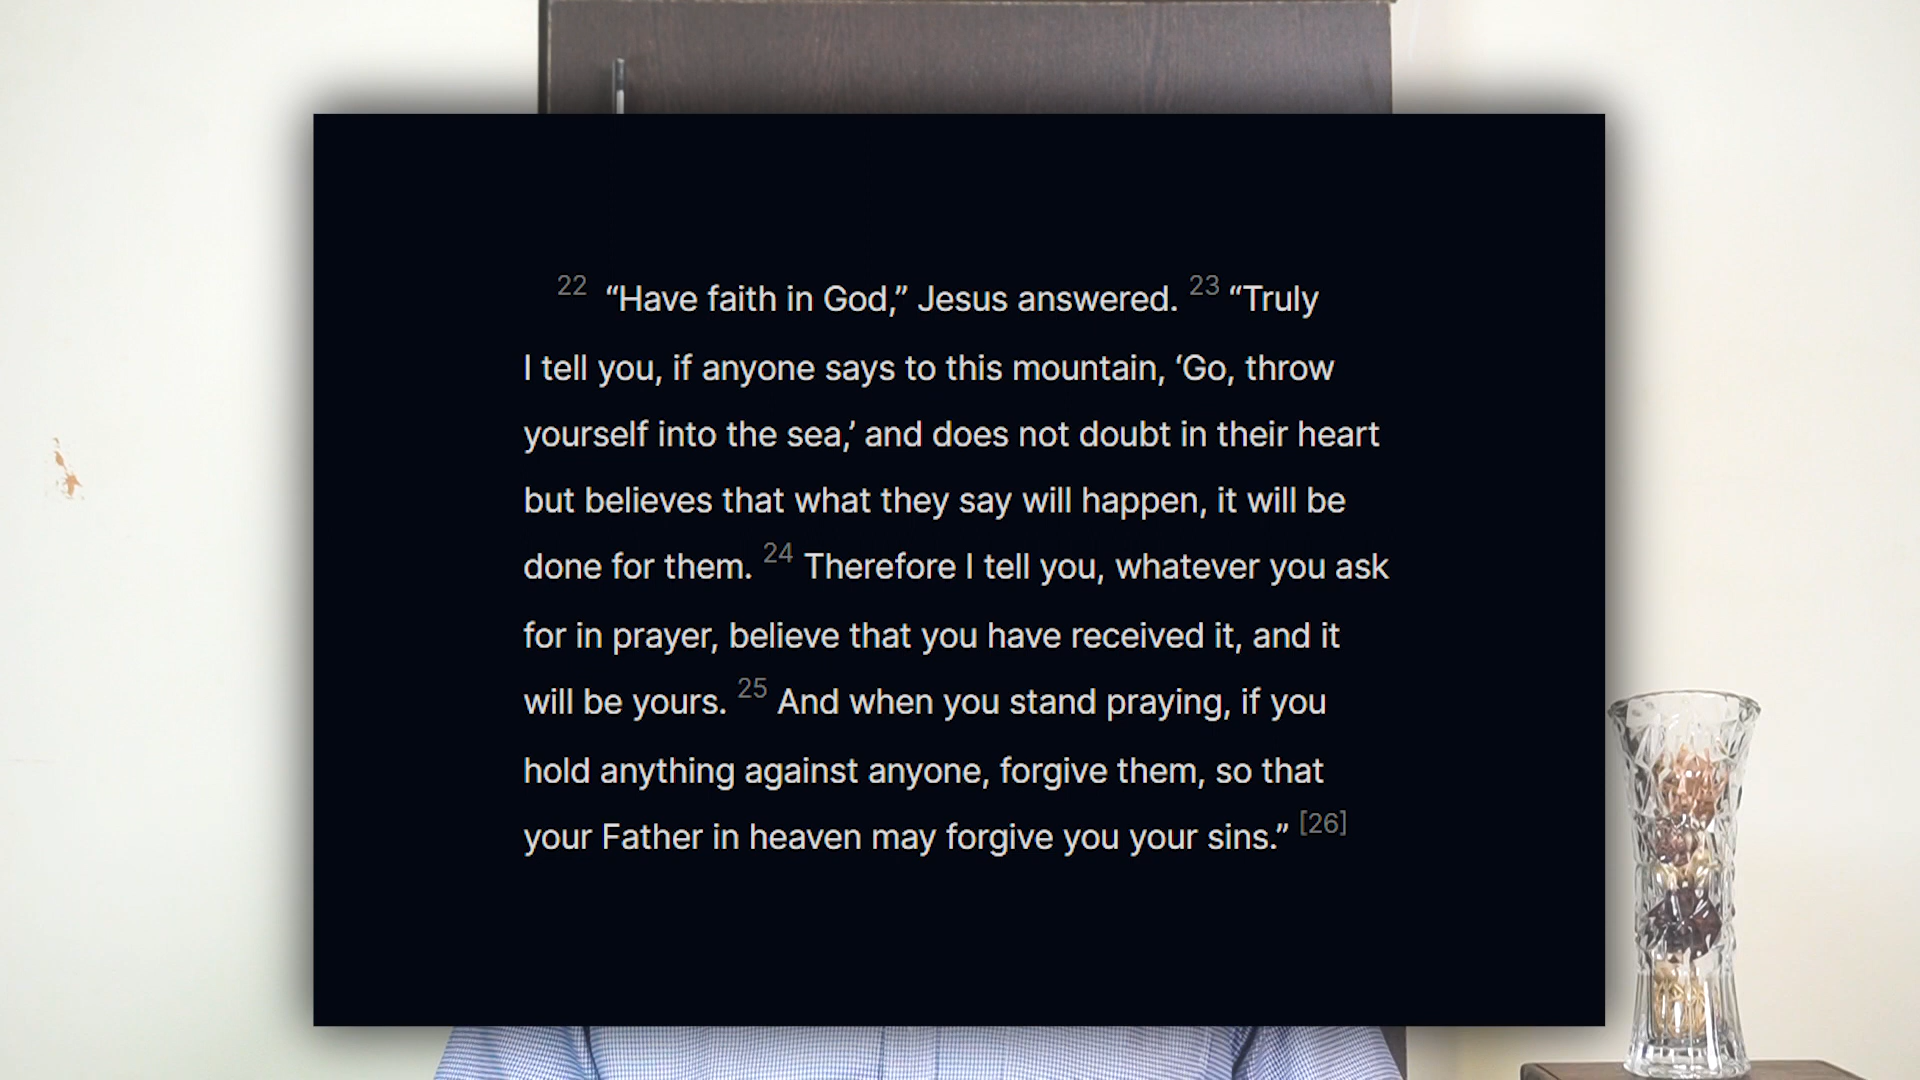 22 “Have faith in God,” Jesus answered. 23 “Truly
I tell you, if anyone says to this mountain, ‘Go, throw
yourself into the sea,’ and does not doubt in their heart
but believes that what they say will happen, it will be
done for them. 24 Therefore I tell you, whatever you ask
for in prayer, believe that you have received it, and it
will be yours. 25 And when you stand praying, if you
hold anything against anyone, forgive them, so that
your Father in heaven may forgive you your sins.” [26]